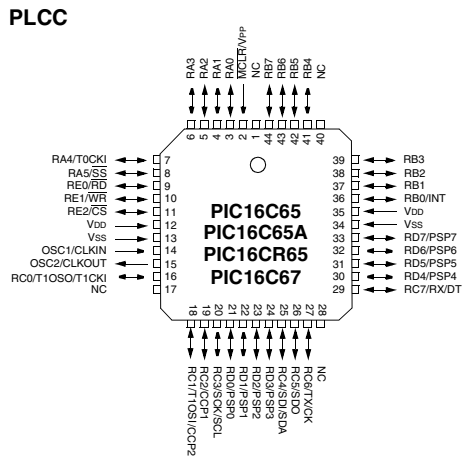 PLCC
RA3
RA2
RA1
RA0
MCLR/VPP
NC
RB7
RB6
RB5
RB4
NC
6
5
4
3
2
1
44
43
42
41
40
RA4/T0CKI 7
RA5/SS 8
RE0/RD 9
RE1/WR 10
RE2/CS 11
VDD 12
VSS 13
OSC1/CLKIN 14
OSC2/CLKOUT 15
RC0/T1OSO/T1CKI 16
NC 17
PIC16C65
PIC16C65A
PIC16CR65
PIC16C67
39 RB3
38 RB2
37 RB1
36 RB0/INT
35 VDD
34 VSS
33 RD7/PSP7
32 RD6/PSP6
31 RD5/PSP5
30 RD4/PSP4
29 RC7/RX/DT
18
19
20
21
22
23
24
25
26
27
28
RC1/T1OSI/CCP2
RC2/CCP1
RC3/SCK/SCL
RD0/PSP0
RD1/PSP1
RD2/PSP2
RD3/PSP3
RC4/SDI/SDA
RC5/SDO
RC6/TX/CK
NC